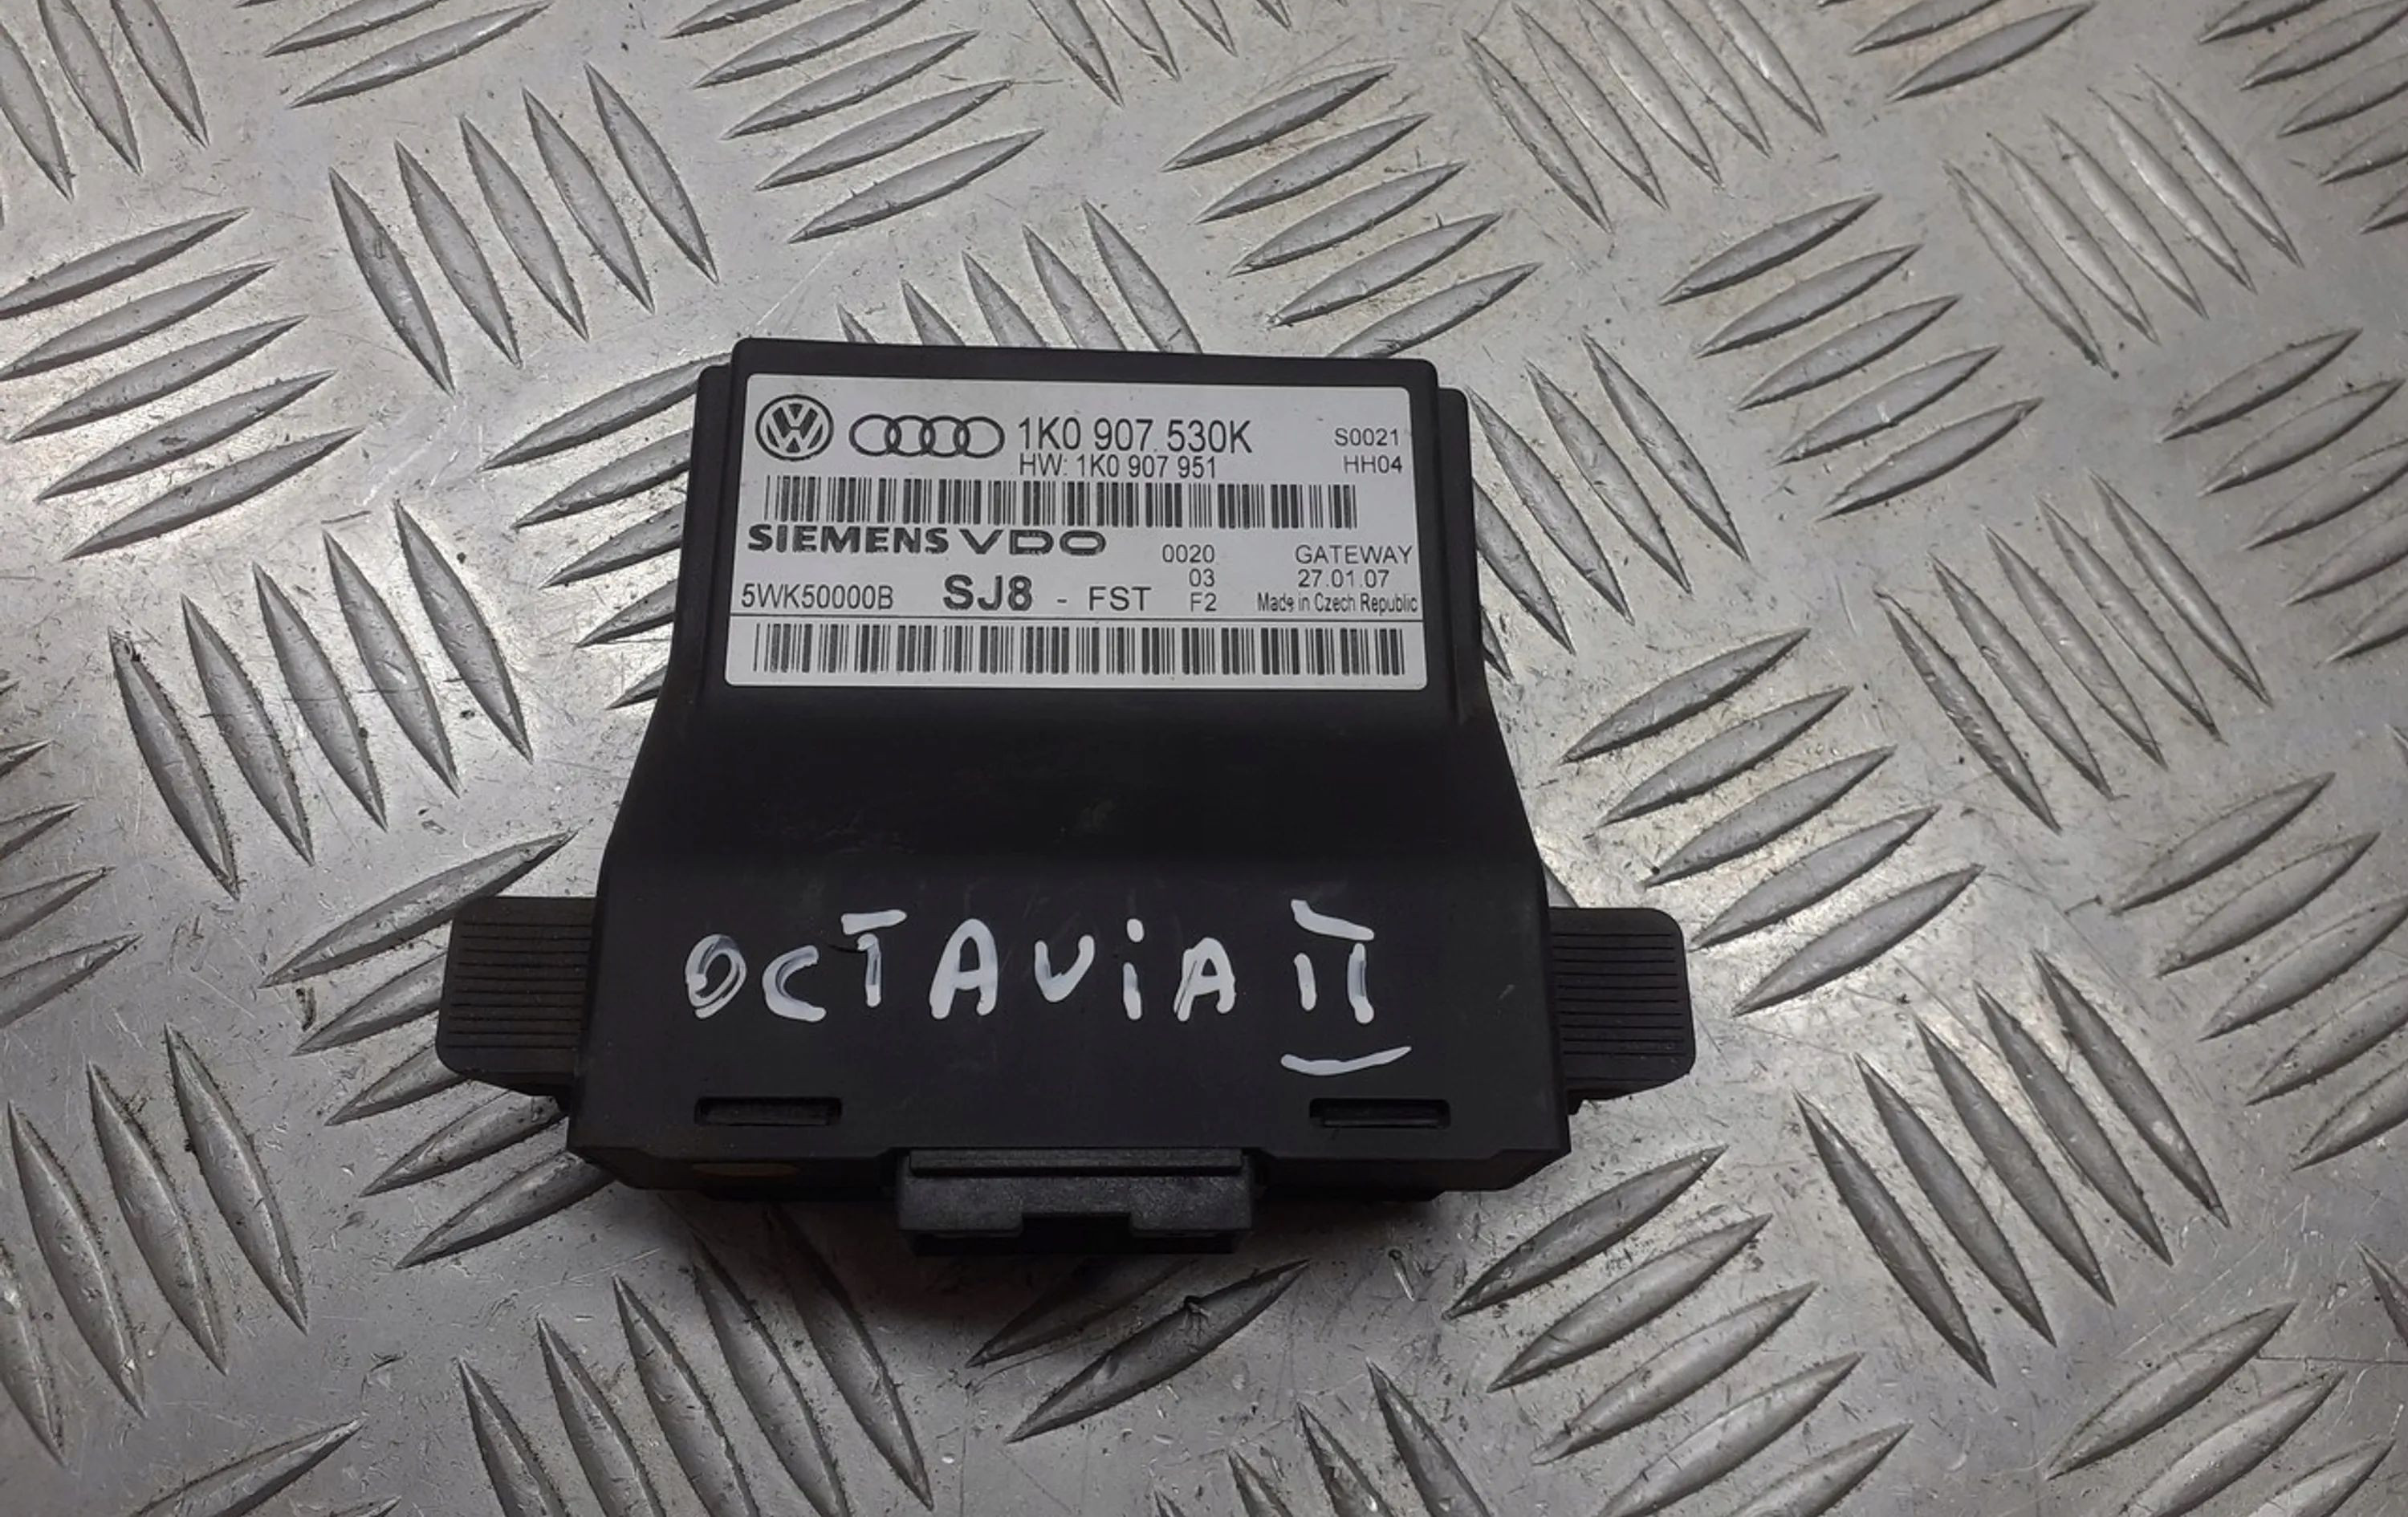 1K0 907.530K S0021
HW: 1K0 907 951 HH04
SIEMENS VDO 0020 GATEWAY
03 27.01.07
5WK50000B SJ8 - FST F2 Made in Czech Republic
OCTAViA II